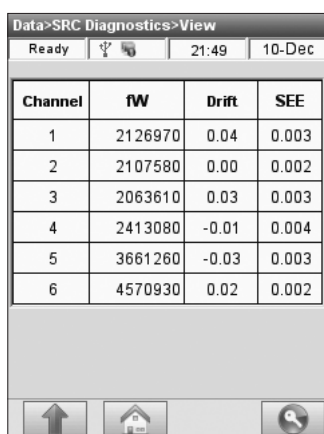 Data>SRC Diagnostics>View
Ready 21:49 10-Dec
Channel fW Drift SEE
1 2126970 0.04 0.003
2 2107580 0.00 0.002
3 2063610 0.03 0.003
4 2413080 -0.01 0.004
5 3661260 -0.03 0.003
6 4570930 0.02 0.002